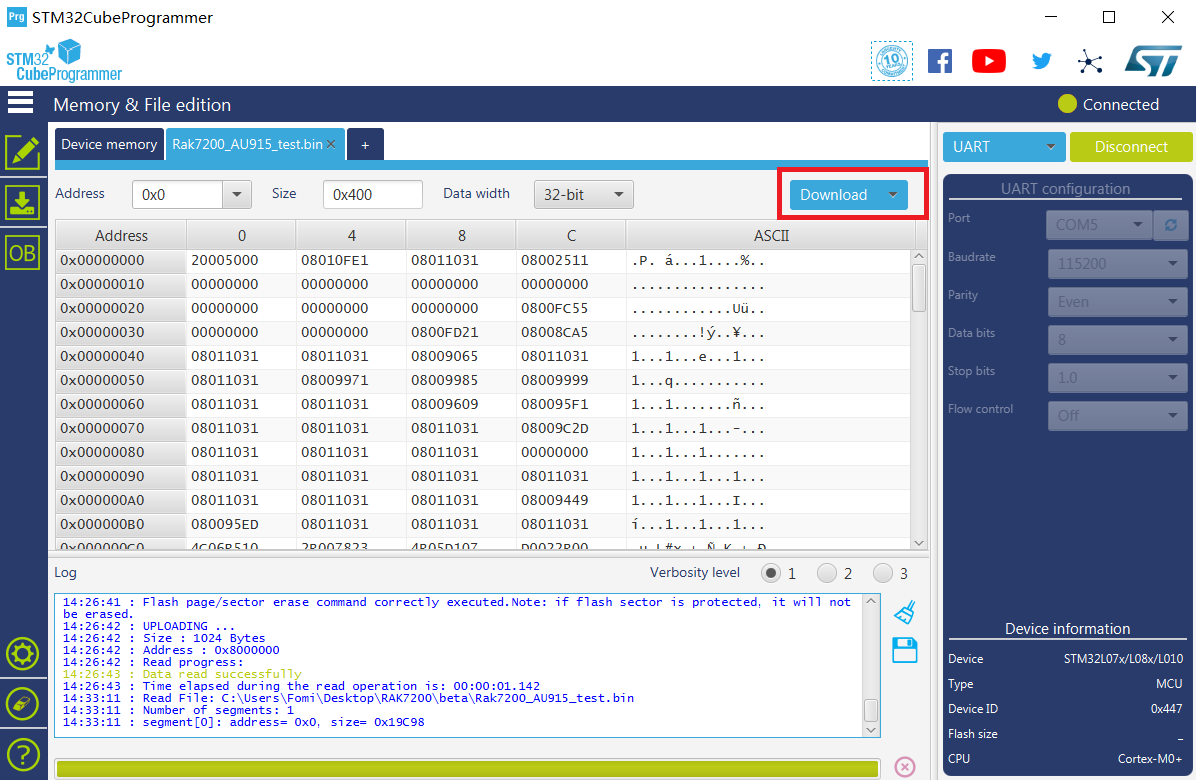 Prg STM32CubeProgrammer
STM32
CubeProgrammer
10
Memory & File edition
Connected
Device memory Rak7200_AU915_test.bin × +
UART Disconnect
Address 0x0 Size 0x400 Data width 32-bit Download
Address 0 4 8 C ASCII
0x00000000 20005000 08010FE1 08011031 08002511 .P. á...1....%..
0x00000010 00000000 00000000 00000000 00000000 ................
0x00000020 00000000 00000000 00000000 0800FC55 ............Uü..
0x00000030 00000000 00000000 0800FD21 08008CA5 ........!ý..¥...
0x00000040 08011031 08011031 08009065 08011031 1...1...e...1...
0x00000050 08011031 08009971 08009985 08009999 1...q...........
0x00000060 08011031 08011031 08009609 080095F1 1...1.......ñ...
0x00000070 08011031 08011031 08011031 08009C2D 1...1...1...-...
0x00000080 08011031 08011031 08011031 00000000 1...1...1.......
0x00000090 08011031 08011031 08011031 08011031 1...1...1...1...
0x000000A0 08011031 08011031 08011031 08009449 1...1...1...I...
0x000000B0 080095ED 08011031 08011031 08011031 í...1...1...1...
0x000000C0 4C06B510 2B007823 4B05D107 D0022B00
UART configuration
Port COM5
Baudrate 115200
Parity Even
Data bits 8
Stop bits 1.0
Flow control Off
Log Verbosity level 1 2 3
14:26:41 : Flash page/sector erase command correctly executed.Note: if flash sector is protected, it will not
be erased.
14:26:42 : UPLOADING ...
14:26:42 : Size : 1024 Bytes
14:26:42 : Address : 0x8000000
14:26:42 : Read progress:
14:26:43 : Data read successfully
14:26:43 : Time elapsed during the read operation is: 00:00:01.142
14:33:11 : Read File: C:\Users\Fomi\Desktop\RAK7200\beta\Rak7200_AU915_test.bin
14:33:11 : Number of segments: 1
14:33:11 : segment[0]: address= 0x0, size= 0x19C98
Device information
Device STM32L07x/L08x/L010
Type MCU
Device ID 0x447
Flash size _
CPU Cortex-M0+
OB
?
ST